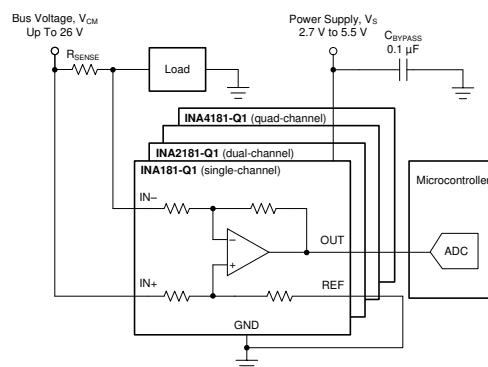 Bus Voltage, VCM
Up To 26 V
RSENSE
Load
Power Supply, VS
2.7 V to 5.5 V
CBYPASS
0.1 µF
INA4181-Q1 (quad-channel)
INA2181-Q1 (dual-channel)
INA181-Q1 (single-channel)
Microcontroller
IN−
−
+
OUT
ADC
IN+
REF
GND